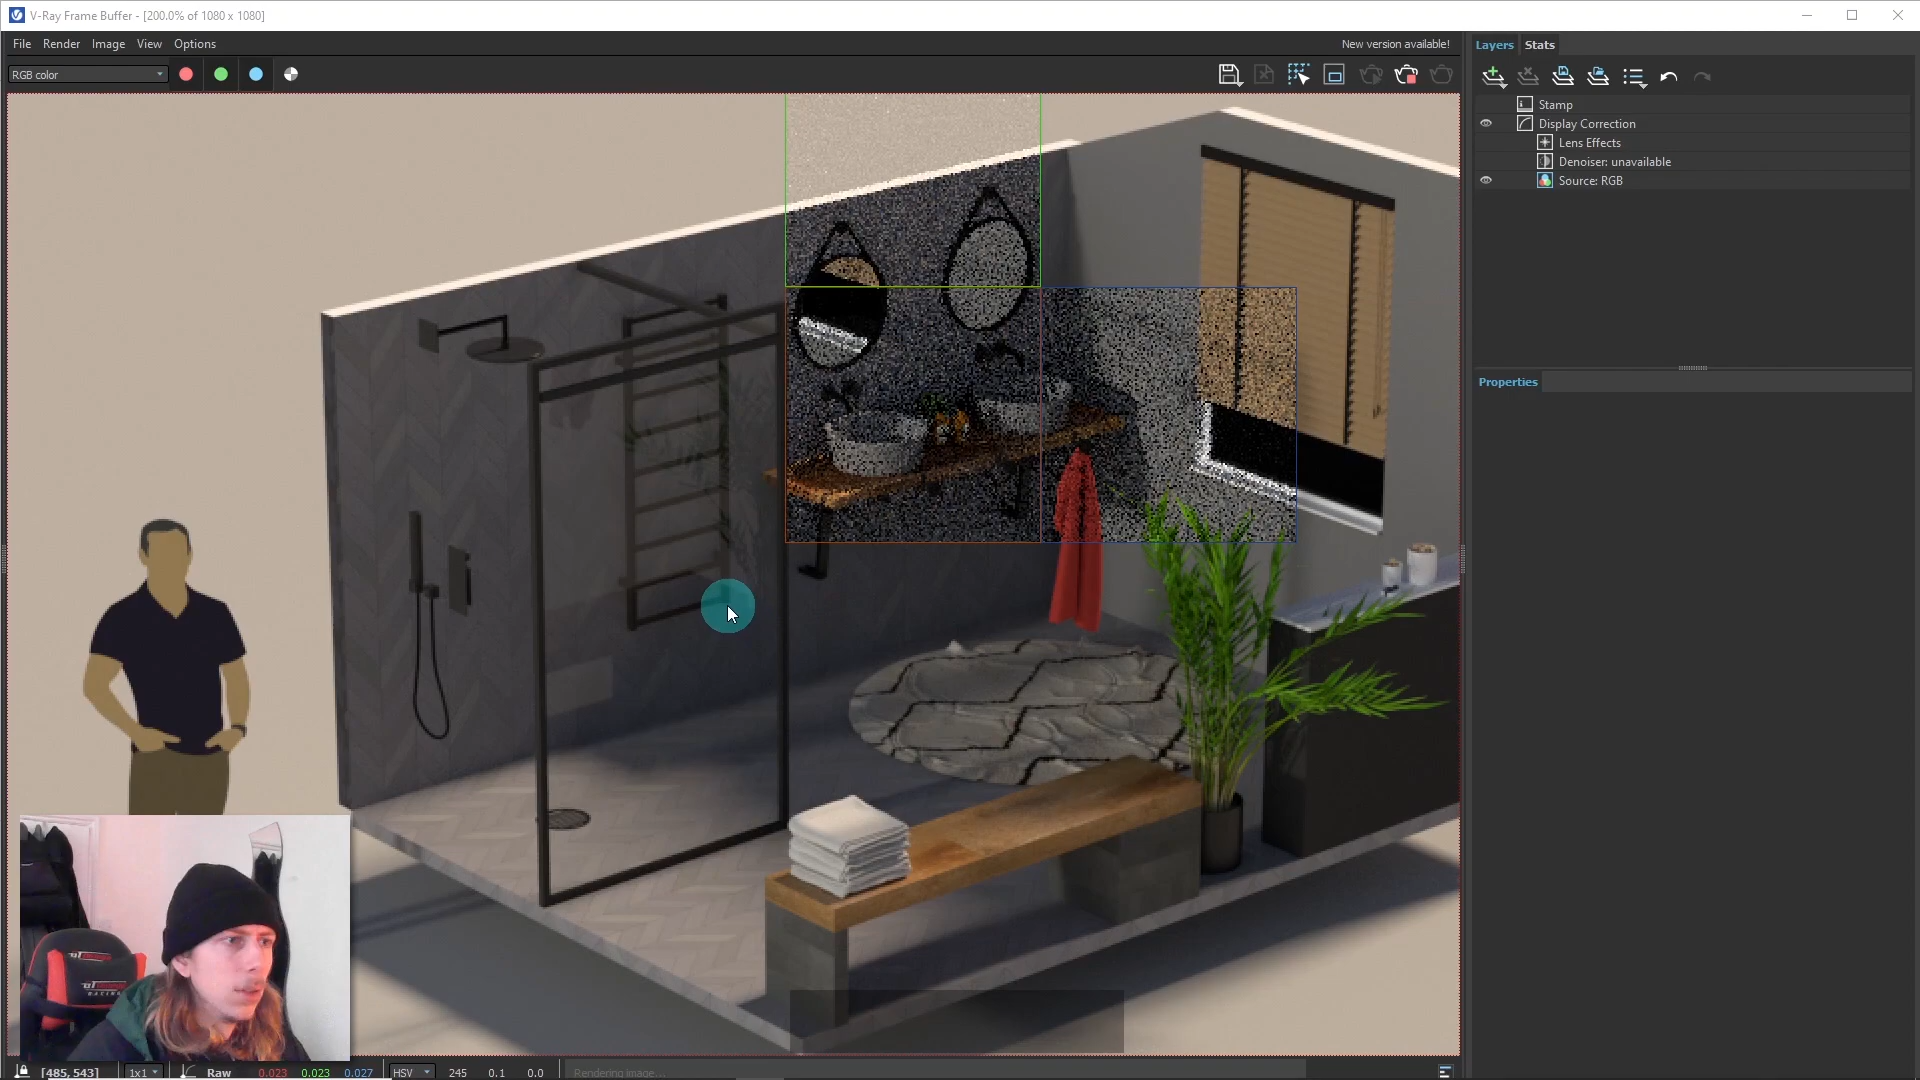 V-Ray Frame Buffer - [200.0% of 1080 x 1080]
File Render Image View Options
New version available!
Layers Stats
RGB color
Stamp
Display Correction
Lens Effects
Denoiser: unavailable
Source: RGB
Properties
RACING
[485, 543] 1x1 Raw 0.023 0.023 0.027 HSV 245 0.1 0.0 Rendering image...